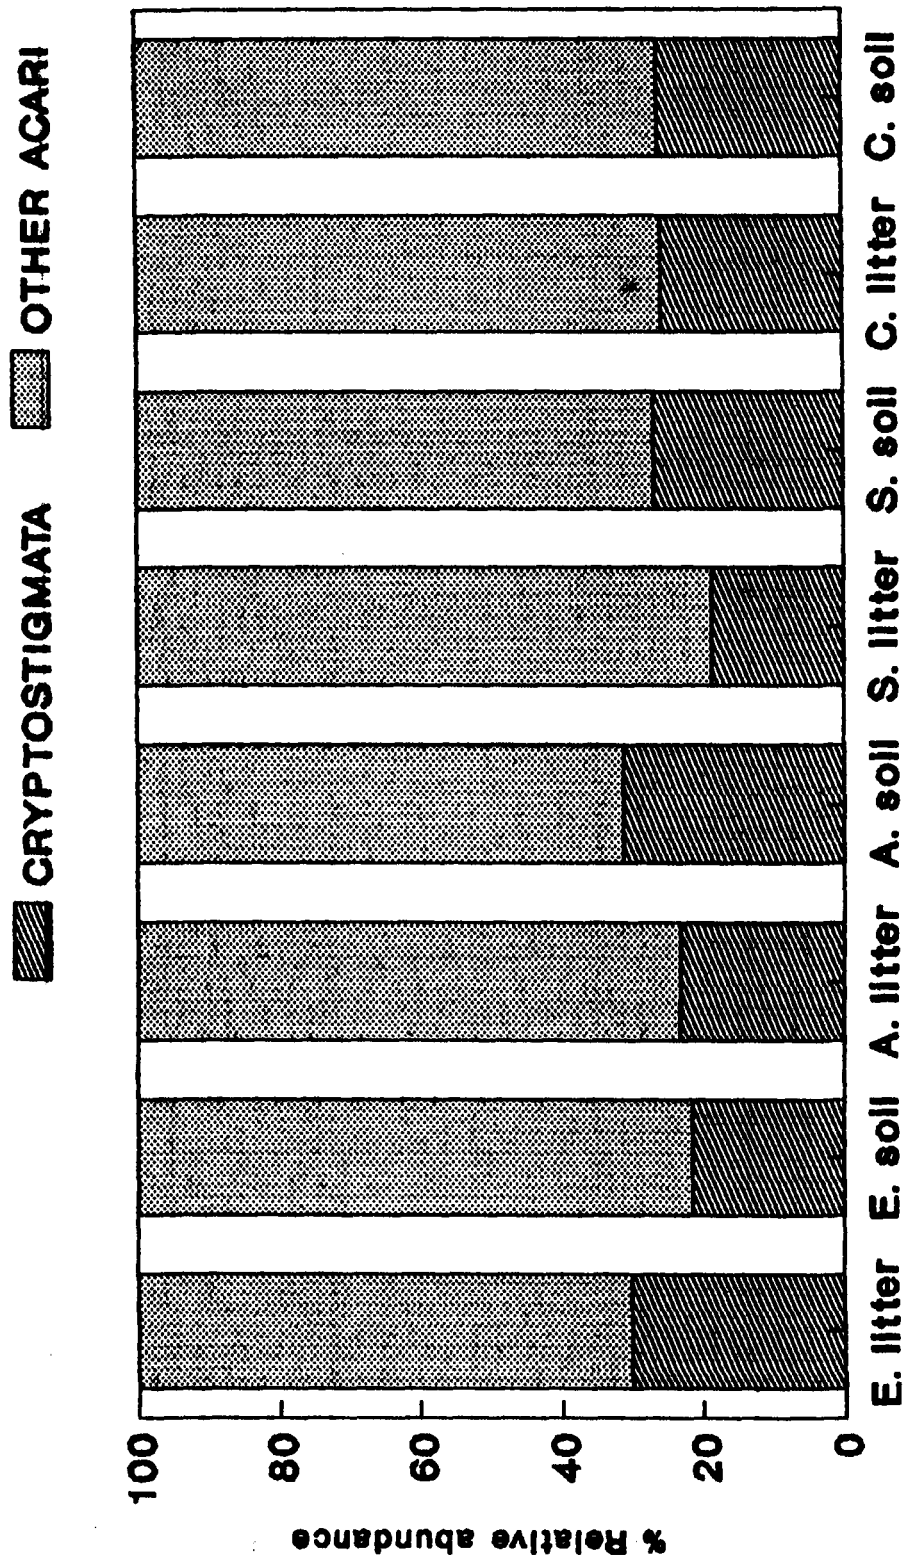 CRYPTOSTIGMATA OTHER ACARI
% Relative abundance
100
80
60
40
20
0
E. litter E. soil A. litter A. soil S. litter S. soil C. litter C. soil